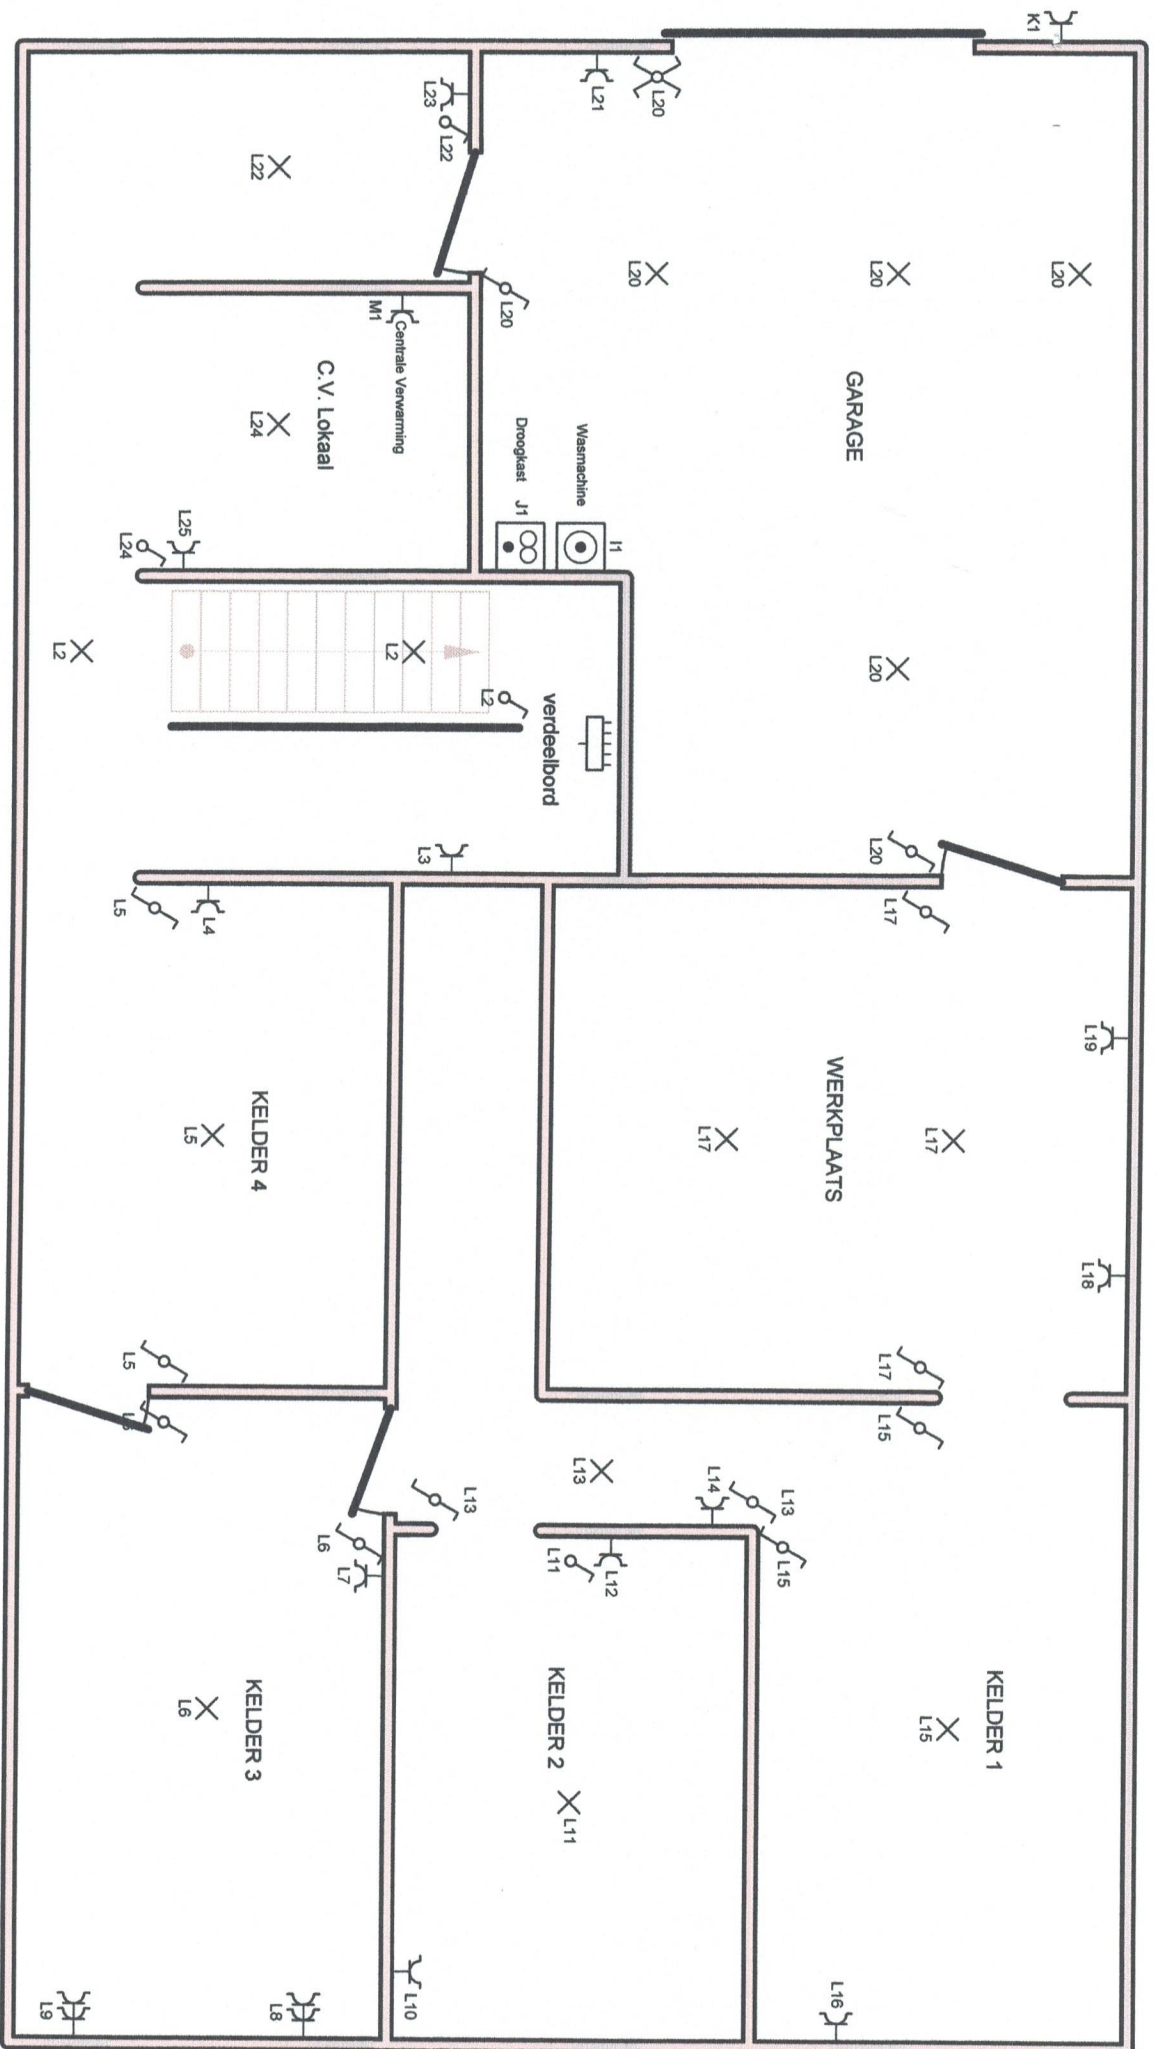 K1
L20
L19
L18
KELDER 1
L17
L15
L20
L20
L20
L17
L17
L15
GARAGE
WERKPLAATS
L16
L13
L15
L14
L17
L20
L20
I1
L12
L21
Wasmachine
L13
L11
KELDER 2
L11
verdeelbord
Droogkast J1
L20
L2
L13
L22
L23
L3
L10
Centrale Verwarming
L2
M1
L7
C.V. Lokaal
L6
L8
L22
L24
KELDER 4
KELDER 3
L4
L5
L25
L6
L24
L5
L5
L9
L2